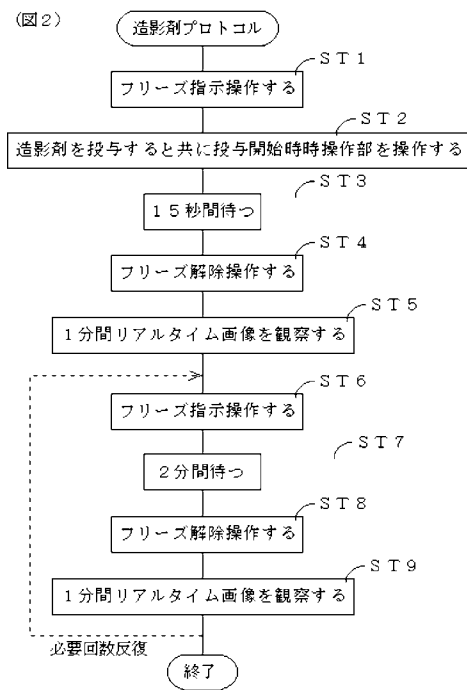 (図2)
造影剤プロトコル
ST1
フリーズ指示操作する
ST2
造影剤を投与すると共に投与開始時時操作部を操作する
ST3
15秒間待つ
ST4
フリーズ解除操作する
ST5
1分間リアルタイム画像を観察する
ST6
フリーズ指示操作する
ST7
2分間待つ
ST8
フリーズ解除操作する
ST9
1分間リアルタイム画像を観察する
必要回数反復
終了